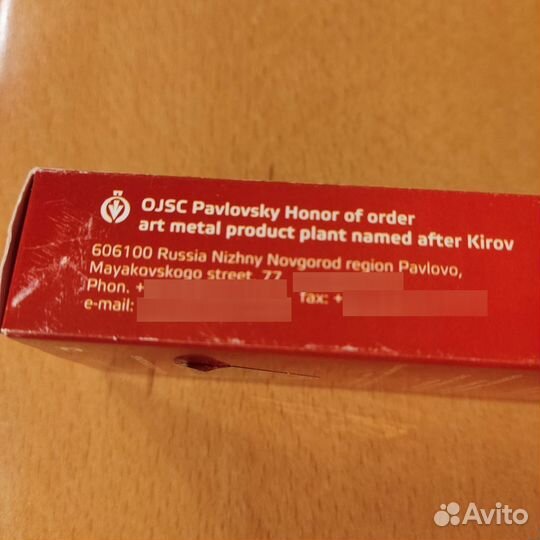 OJSC Pavlovsky Honor of order
art metal product plant named after Kirov
606100 Russia Nizhny Novgorod region Pavlovo,
Mayakovskogo street, 77
Phon. + fax: +
e-mail:
Avito